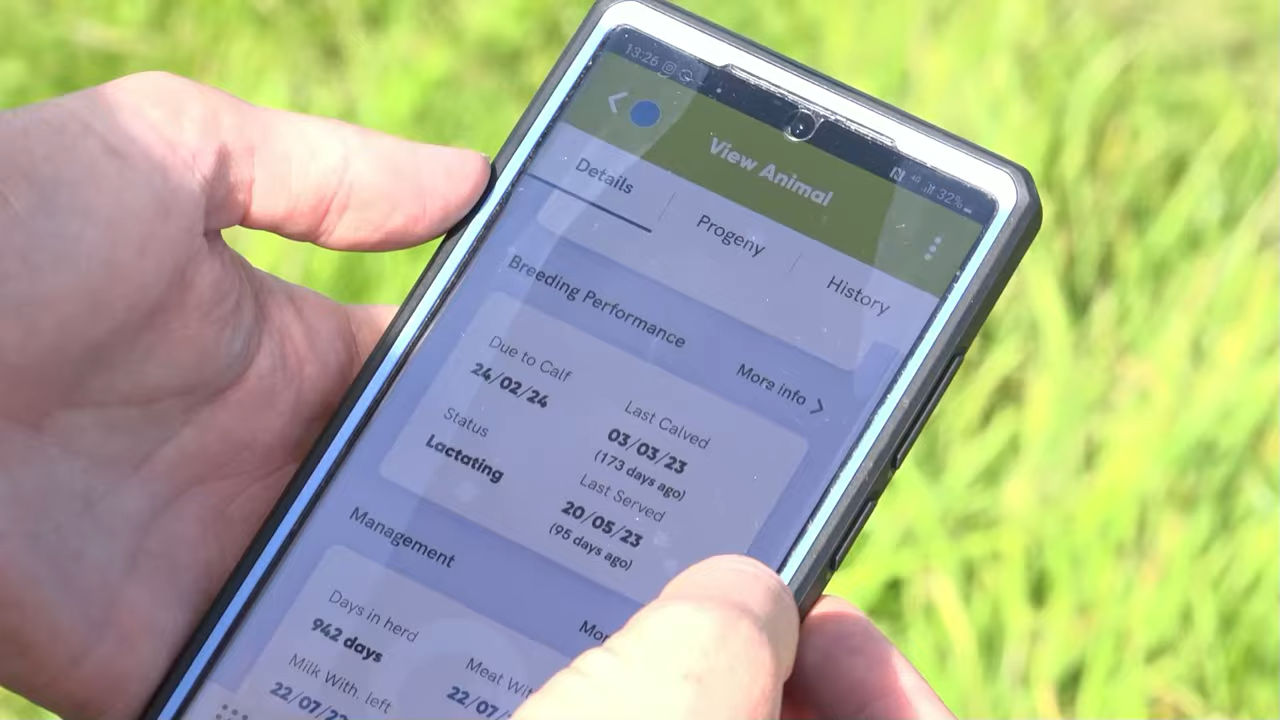 13:26
4G 32%
View Animal
Details
Progeny
History
Breeding Performance
More info
Due to Calf
24/02/24
Last Calved
03/03/23
(173 days ago)
Status
Lactating
Last Served
20/05/23
(95 days ago)
Management
Days in herd
942 days
Milk With. left
Meat